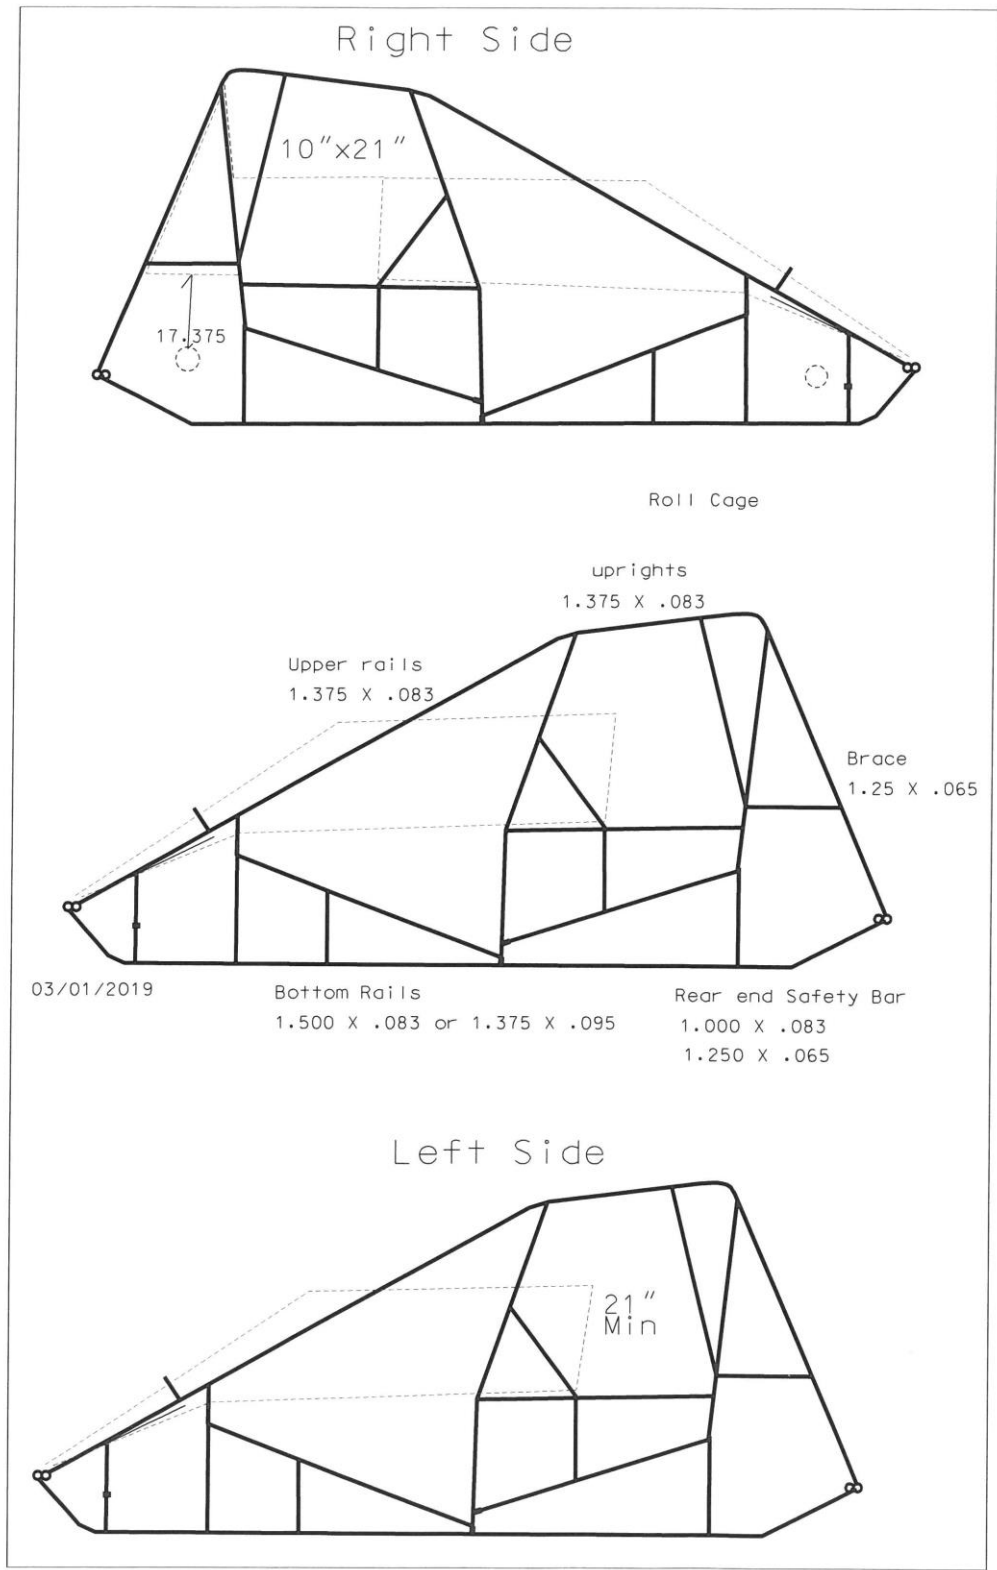 Right Side
10"x21"
17.375
Roll Cage
uprights
1.375 X .083
Upper rails
1.375 X .083
Brace
1.25 X .065
03/01/2019
Bottom Rails
1.500 X .083 or 1.375 X .095
Rear end Safety Bar
1.000 X .083
1.250 X .065
Left Side
21"
Min